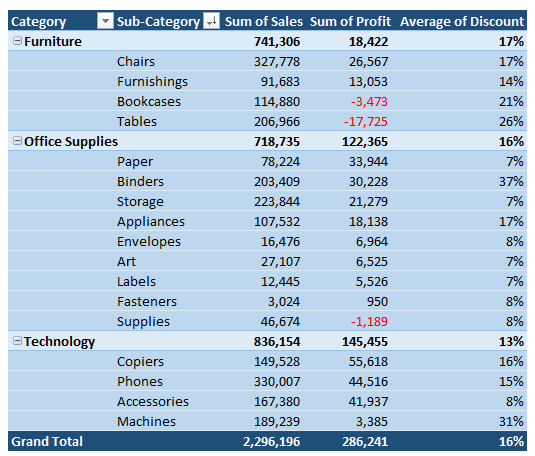 Category Sub-Category Sum of Sales Sum of Profit Average of Discount
Furniture 741,306 18,422 17%
Chairs 327,778 26,567 17%
Furnishings 91,683 13,053 14%
Bookcases 114,880 -3,473 21%
Tables 206,966 -17,725 26%
Office Supplies 718,735 122,365 16%
Paper 78,224 33,944 7%
Binders 203,409 30,228 37%
Storage 223,844 21,279 7%
Appliances 107,532 18,138 17%
Envelopes 16,476 6,964 8%
Art 27,107 6,525 7%
Labels 12,445 5,526 7%
Fasteners 3,024 950 8%
Supplies 46,674 -1,189 8%
Technology 836,154 145,455 13%
Copiers 149,528 55,618 16%
Phones 330,007 44,516 15%
Accessories 167,380 41,937 8%
Machines 189,239 3,385 31%
Grand Total 2,296,196 286,241 16%